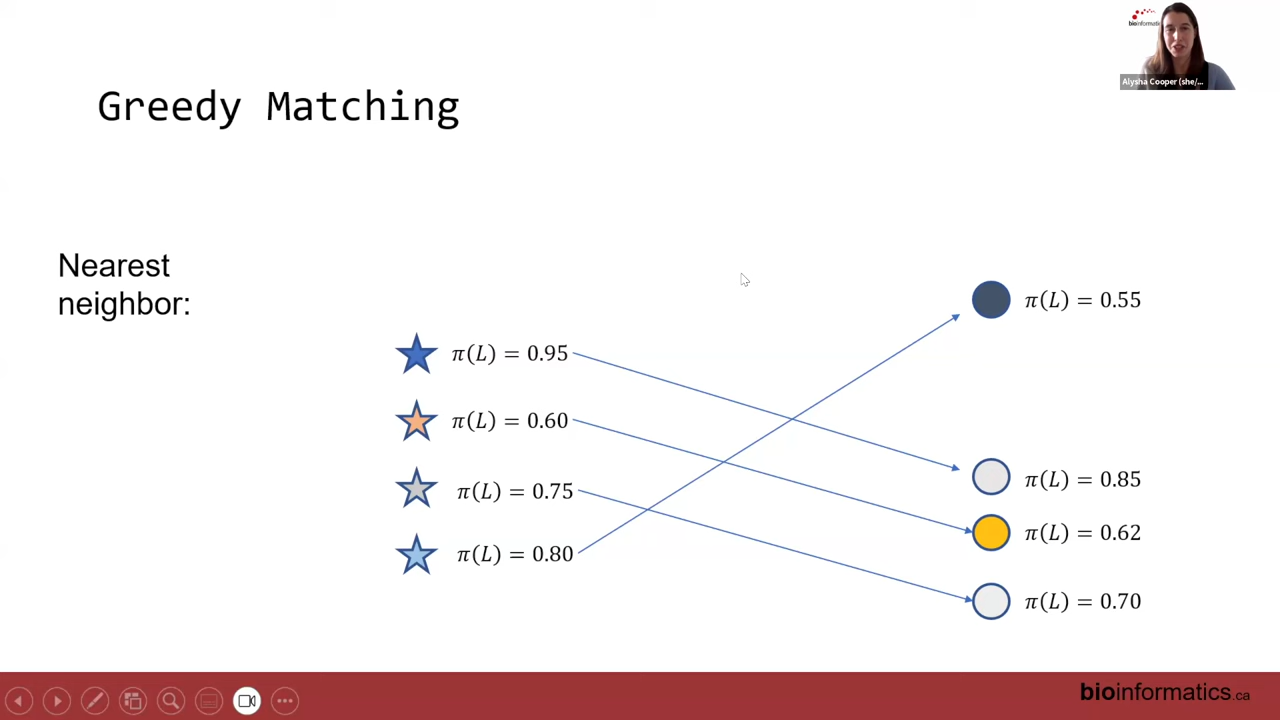 bioinformatic
Alysha Cooper (she/...
Greedy Matching
Nearest
neighbor:
π(L) = 0.55
π(L) = 0.95
π(L) = 0.60
π(L) = 0.85
π(L) = 0.75
π(L) = 0.62
π(L) = 0.80
π(L) = 0.70
bioinformatics.ca